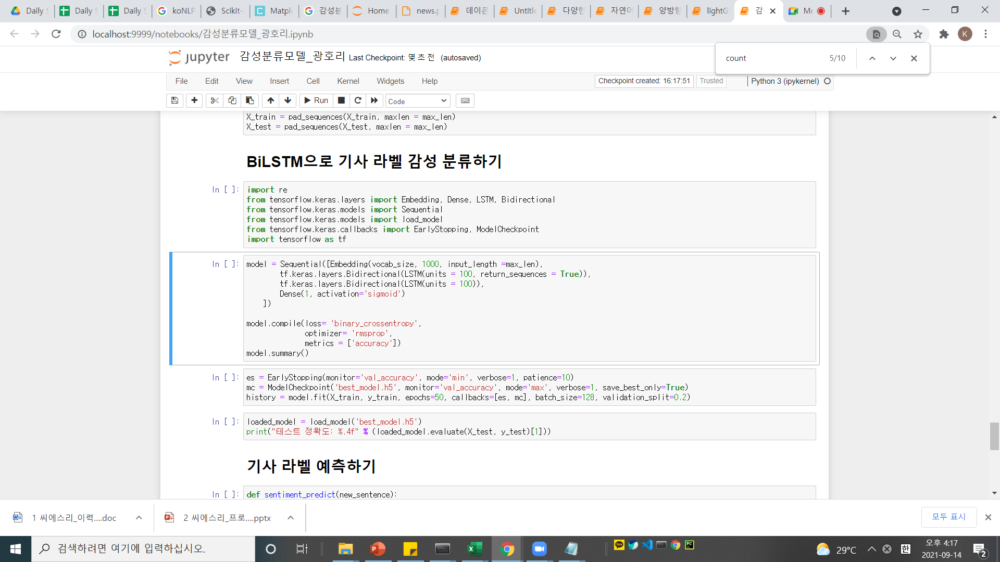 Daily S
Daily S
Daily S
koNLP
Scikit-
Matplo
감성분
Home
news.p
데이콘
Untitle
다양한
자연어
양방향
lightG
감
Me
localhost:9999/notebooks/감성분류모델_광호리.ipynb
K
count
5/10
jupyter
감성분류모델_광호리 Last Checkpoint: 몇 초 전 (autosaved)
File
Edit
View
Insert
Cell
Kernel
Widgets
Help
Checkpoint created: 16:17:51
Trusted
Python 3 (ipykernel)
Run
Code
X_train = pad_sequences(X_train, maxlen = max_len)
X_test = pad_sequences(X_test, maxlen = max_len)
BiLSTM으로 기사 라벨 감성 분류하기
In [ ]:
import re
from tensorflow.keras.layers import Embedding, Dense, LSTM, Bidirectional
from tensorflow.keras.models import Sequential
from tensorflow.keras.models import load_model
from tensorflow.keras.callbacks import EarlyStopping, ModelCheckpoint
import tensorflow as tf
In [ ]:
model = Sequential([Embedding(vocab_size, 1000, input_length =max_len),
tf.keras.layers.Bidirectional(LSTM(units = 100, return_sequences = True)),
tf.keras.layers.Bidirectional(LSTM(units = 100)),
Dense(1, activation='sigmoid')
])
model.compile(loss= 'binary_crossentropy',
optimizer= 'rmsprop',
metrics = ['accuracy'])
model.summary()
In [ ]:
es = EarlyStopping(monitor='val_accuracy', mode='min', verbose=1, patience=10)
mc = ModelCheckpoint('best_model.h5', monitor='val_accuracy', mode='max', verbose=1, save_best_only=True)
history = model.fit(X_train, y_train, epochs=50, callbacks=[es, mc], batch_size=128, validation_split=0.2)
In [ ]:
loaded_model = load_model('best_model.h5')
print("테스트 정확도: %.4f" % (loaded_model.evaluate(X_test, y_test)[1]))
기사 라벨 예측하기
In [ ]:
def sentiment_predict(new_sentence):
1 씨에스리_이력....doc
2 씨에스리_프로....pptx
모두 표시
검색하려면 여기에 입력하십시오.
29°C
한
오후 4:17
2021-09-14
2